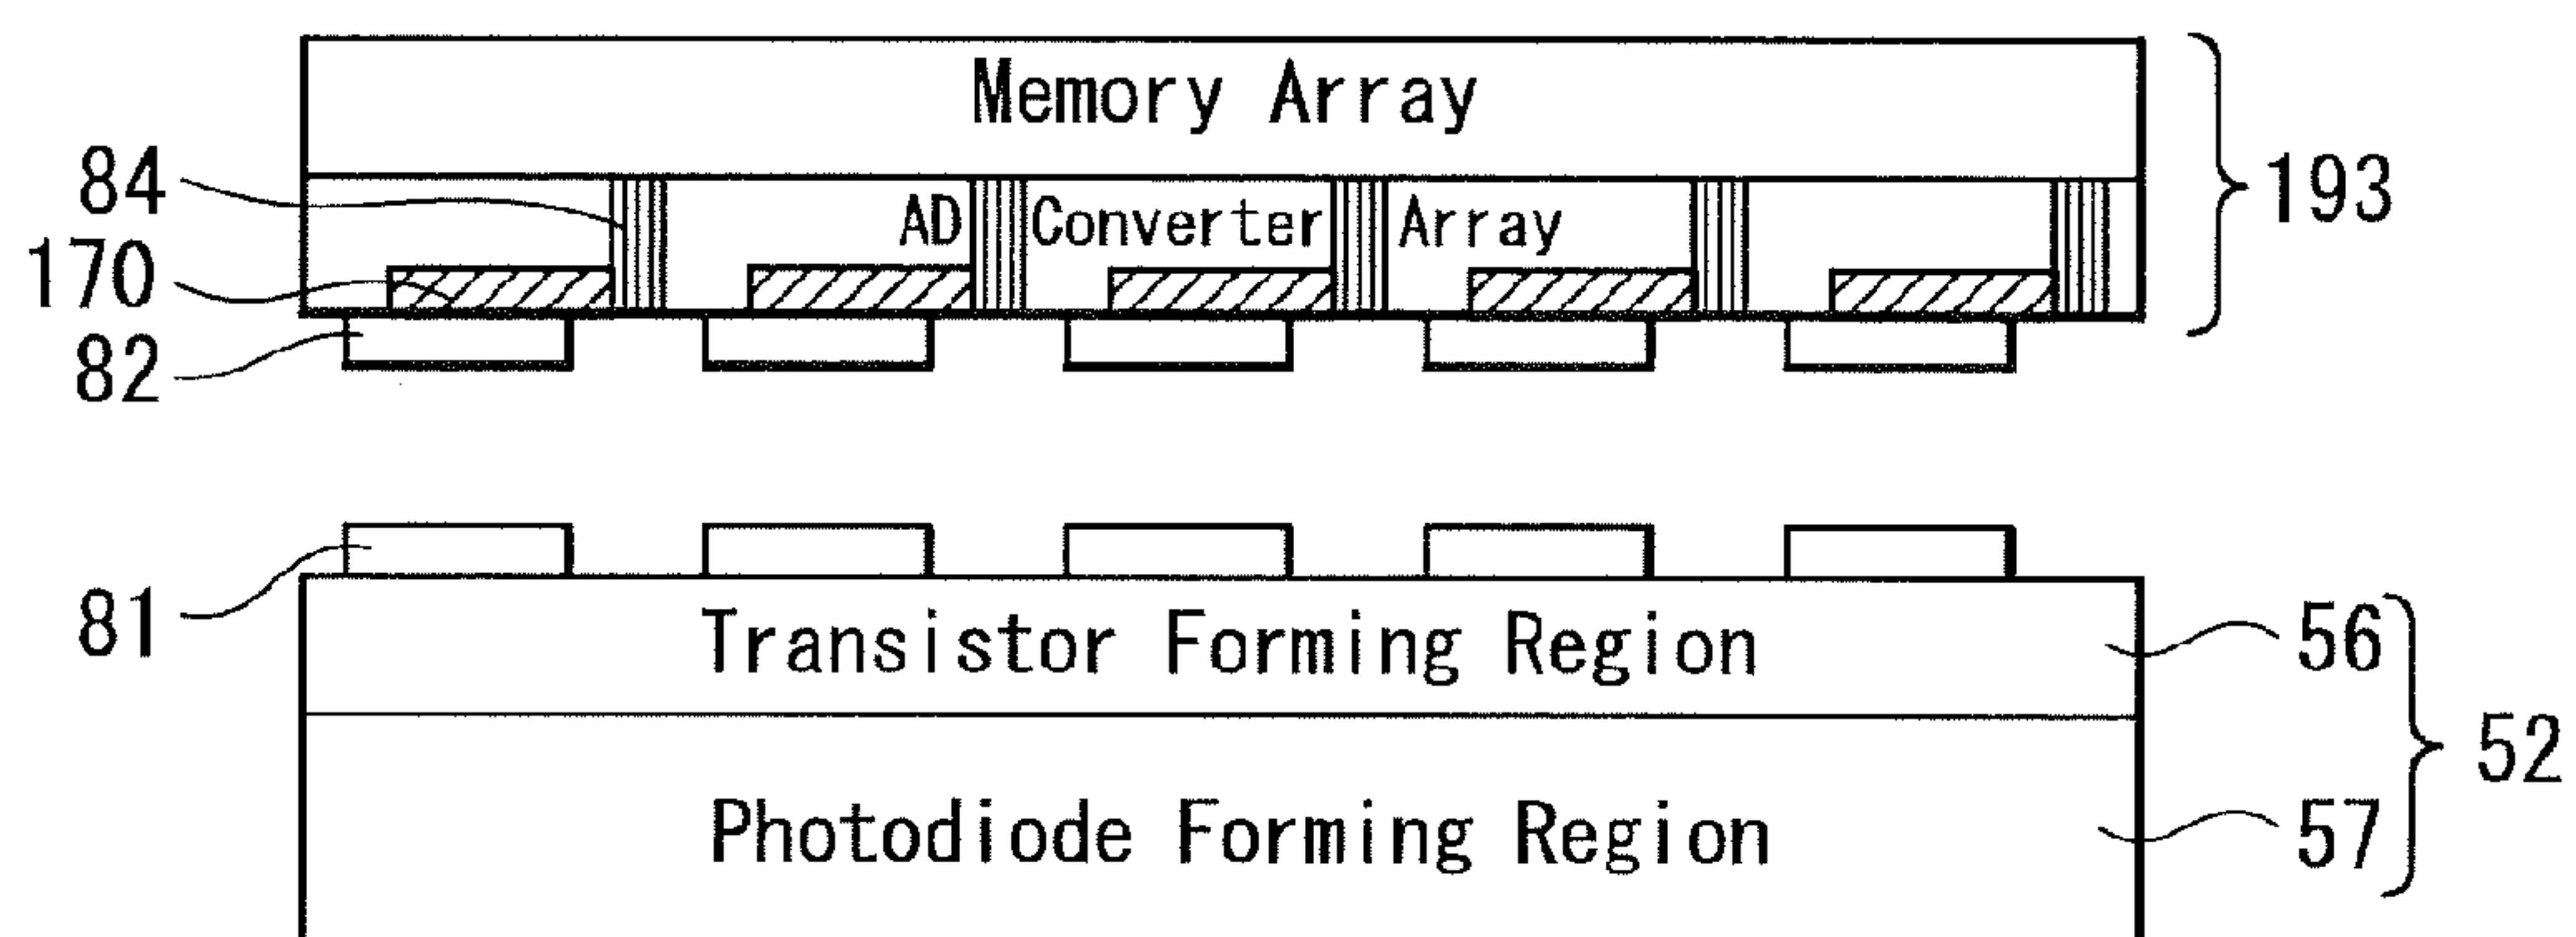 Memory Array
84
193
AD Converter Array
170
82
81
Transistor Forming Region
56
52
Photodiode Forming Region
57